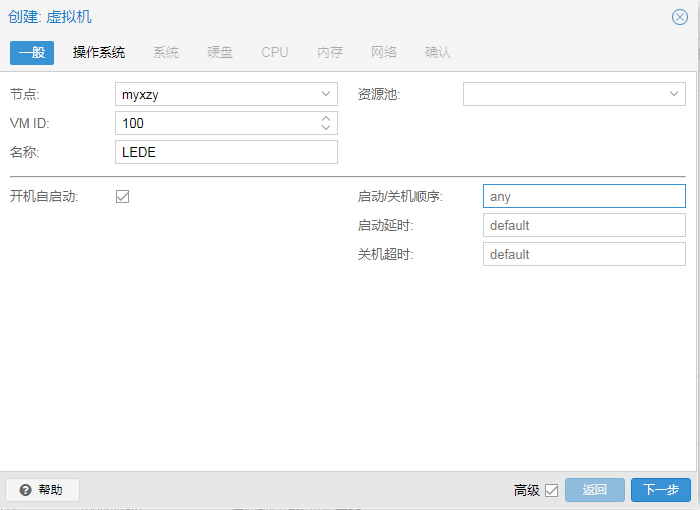 创建: 虚拟机
一般 操作系统 系统 硬盘 CPU 内存 网络 确认
节点: myxzy 资源池:
VM ID: 100
名称: LEDE
开机自启动: 启动/关机顺序: any
启动延时: default
关机超时: default
帮助 高级 返回 下一步